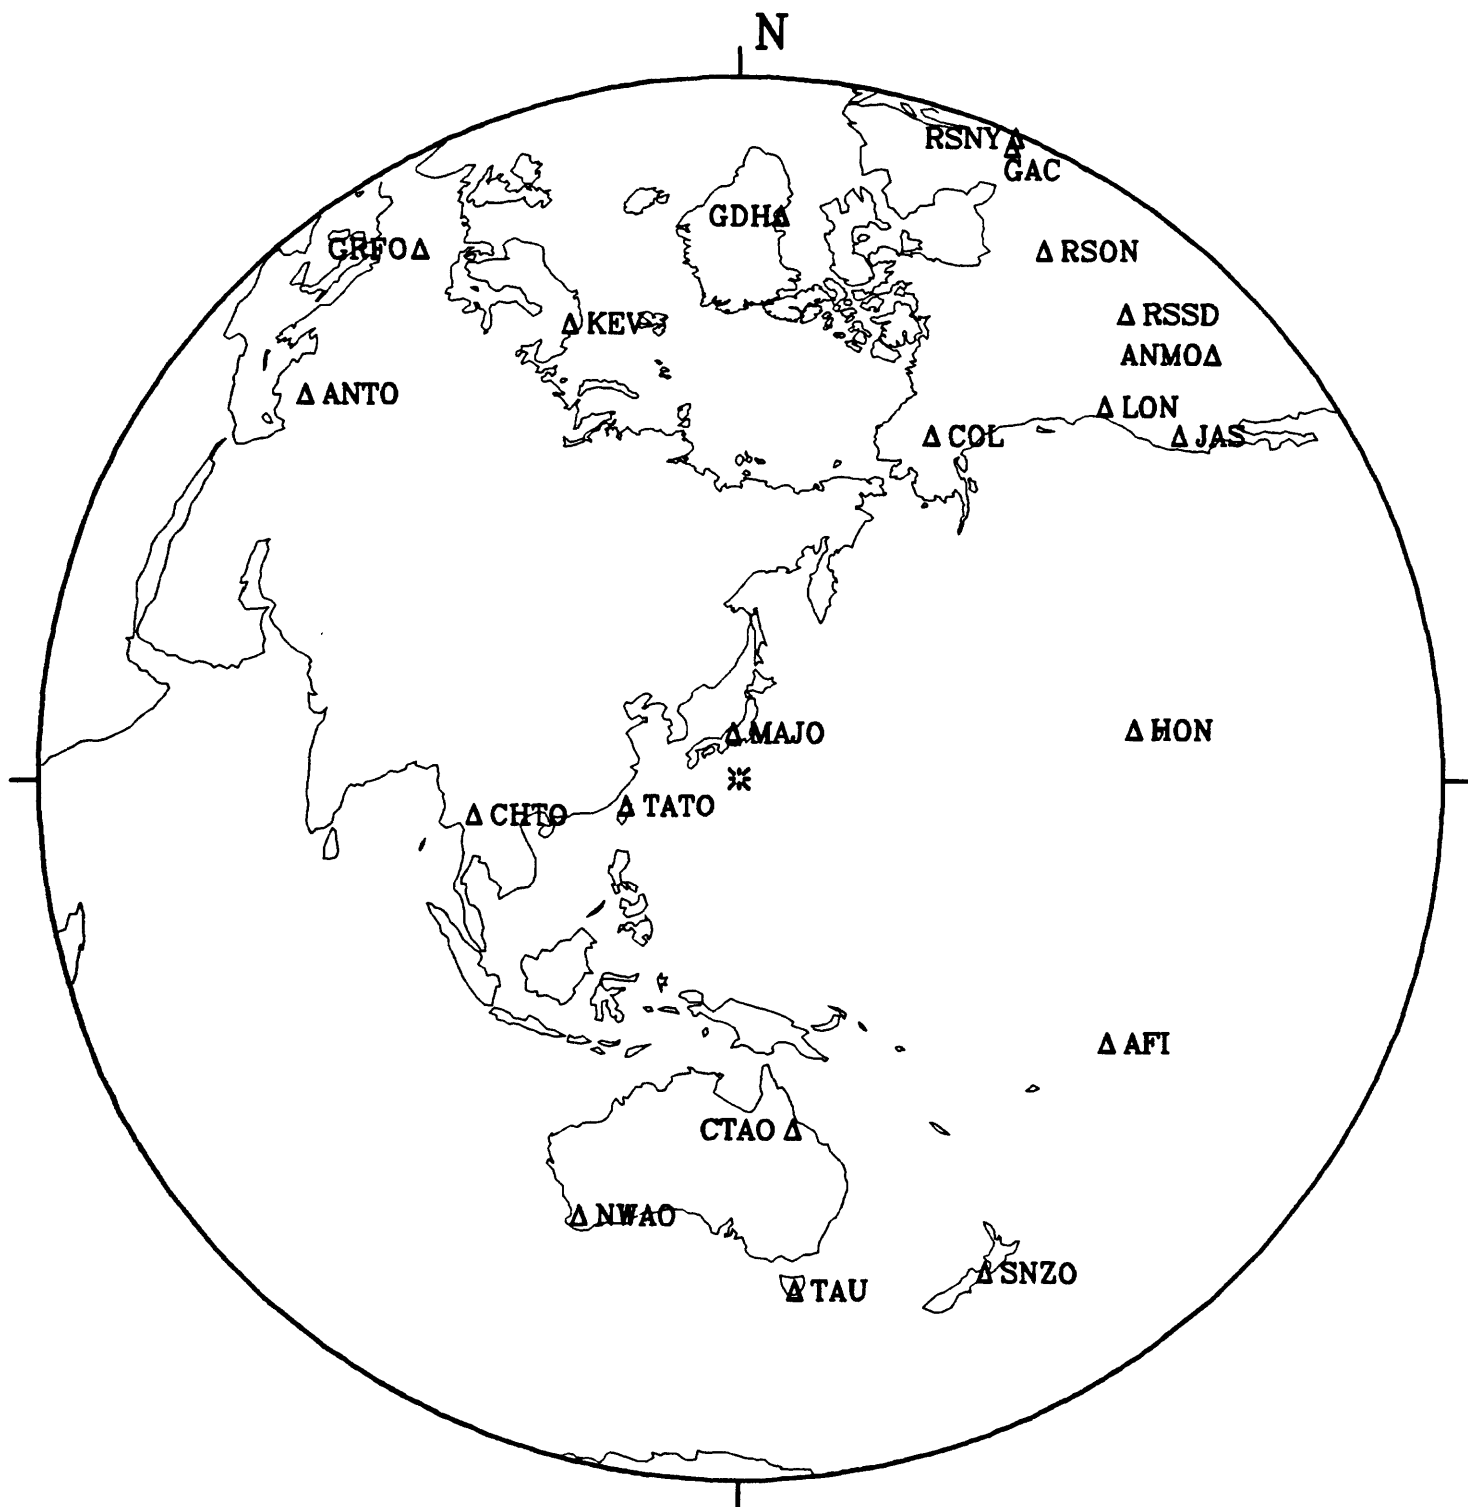 N
RSNY
GAC
GDH
GRFO
RSON
KEV
RSSD
ANMO
ANTO
LON
COL
JAS
MAJO
HON
CHTO
TATO
AFI
CTAO
NWAO
SNZO
TAU